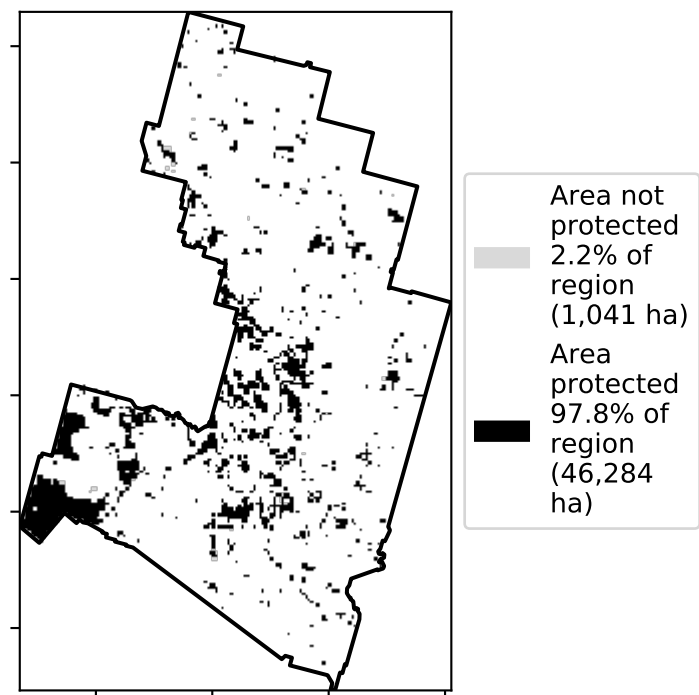 Area not
protected
2.2% of
region
(1,041 ha)
Area
protected
97.8% of
region
(46,284
ha)